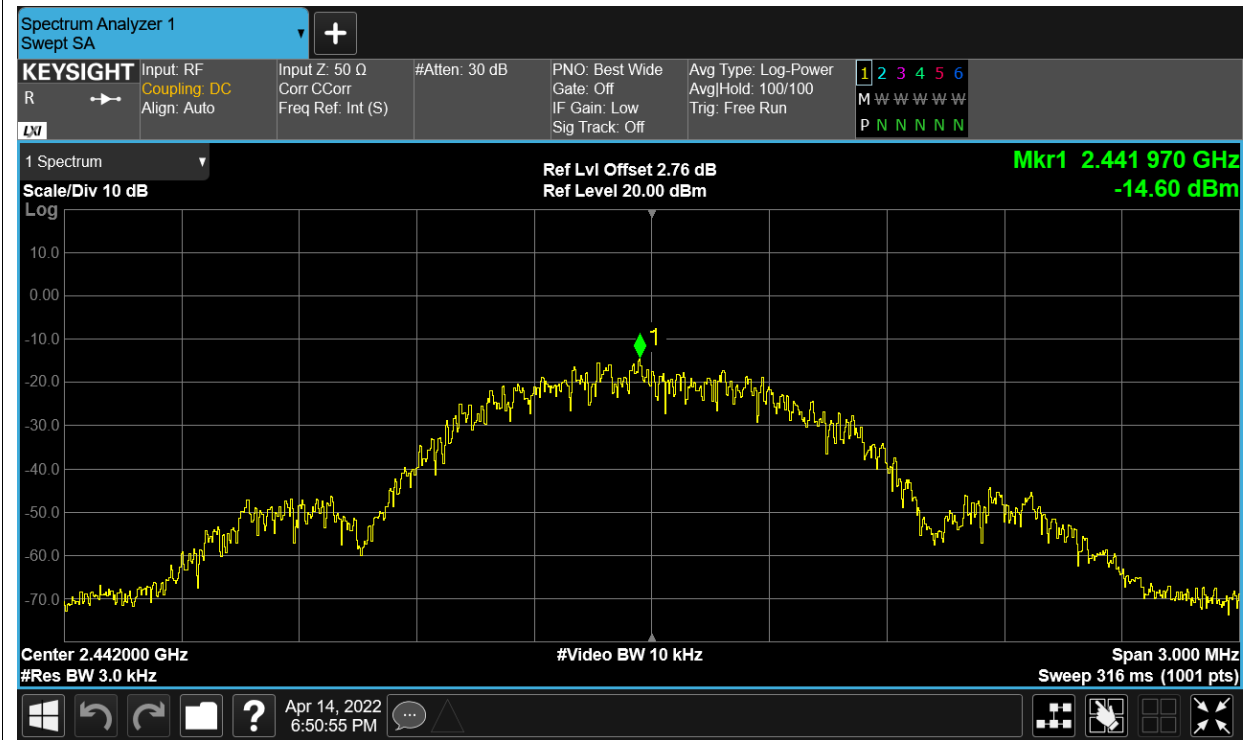 Spectrum Analyzer 1
Swept SA
KEYSIGHT
R
LXI
Input: RF
Coupling: DC
Align: Auto
Input Z: 50 Ω
Corr CCorr
Freq Ref: Int (S)
#Atten: 30 dB
PNO: Best Wide
Gate: Off
IF Gain: Low
Sig Track: Off
Avg Type: Log-Power
Avg|Hold: 100/100
Trig: Free Run
1 2 3 4 5 6
M W W W W W
P N N N N N
1 Spectrum
Scale/Div 10 dB
Log
Ref Lvl Offset 2.76 dB
Ref Level 20.00 dBm
Mkr1 2.441 970 GHz
-14.60 dBm
10.0
0.00
-10.0
-20.0
-30.0
-40.0
-50.0
-60.0
-70.0
1
Center 2.442000 GHz
#Res BW 3.0 kHz
#Video BW 10 kHz
Span 3.000 MHz
Sweep 316 ms (1001 pts)
?
Apr 14, 2022
6:50:55 PM